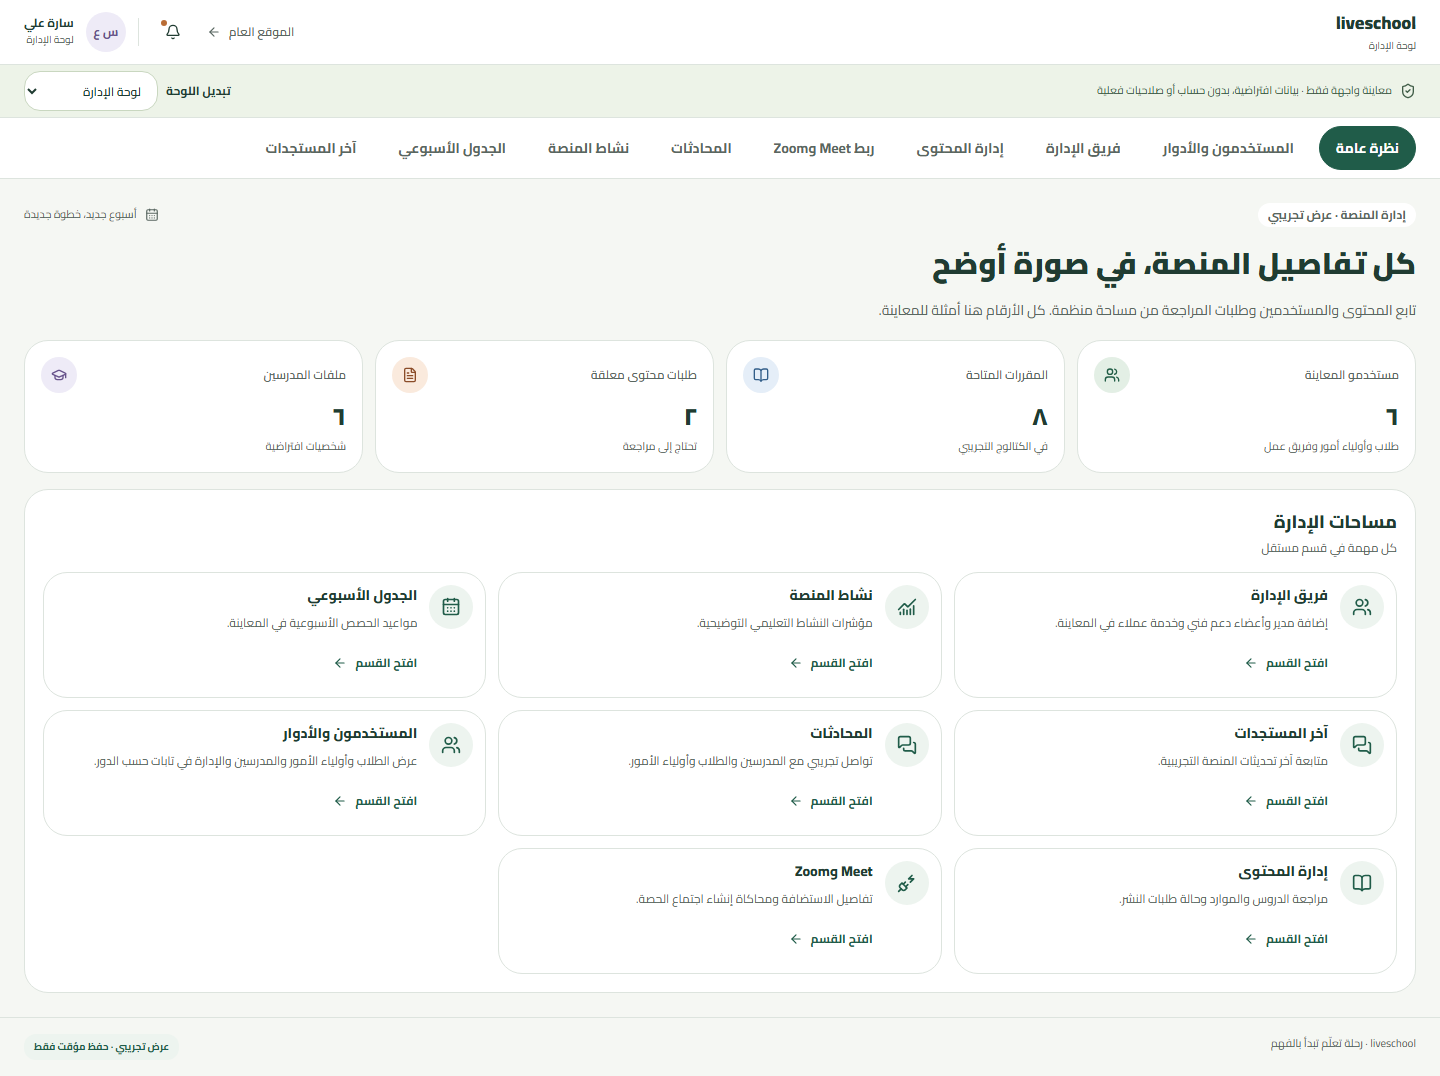 liveschool
لوحة الإدارة
الموقع العام
س ع
سارة علي
لوحة الإدارة
معاينة واجهة فقط · بيانات افتراضية، بدون حساب أو صلاحيات فعلية
تبديل اللوحة
لوحة الإدارة
نظرة عامة
المستخدمون والأدوار
فريق الإدارة
إدارة المحتوى
ربط Meet وZoom
المحادثات
نشاط المنصة
الجدول الأسبوعي
آخر المستجدات
إدارة المنصة · عرض تجريبي
أسبوع جديد، خطوة جديدة
كل تفاصيل المنصة، في صورة أوضح
تابع المحتوى والمستخدمين وطلبات المراجعة من مساحة منظمة. كل الأرقام هنا أمثلة للمعاينة.
مستخدمو المعاينة
٦
طلاب وأولياء أمور وفريق عمل
المقررات المتاحة
٨
في الكتالوج التجريبي
طلبات محتوى معلقة
٢
تحتاج إلى مراجعة
ملفات المدرسين
٦
شخصيات افتراضية
مساحات الإدارة
كل مهمة في قسم مستقل
فريق الإدارة
إضافة مدير وأعضاء دعم فني وخدمة عملاء في المعاينة.
افتح القسم
نشاط المنصة
مؤشرات النشاط التعليمي التوضيحية.
افتح القسم
الجدول الأسبوعي
مواعيد الحصص الأسبوعية في المعاينة.
افتح القسم
آخر المستجدات
متابعة آخر تحديثات المنصة التجريبية.
افتح القسم
المحادثات
تواصل تجريبي مع المدرسين والطلاب وأولياء الأمور.
افتح القسم
المستخدمون والأدوار
عرض الطلاب وأولياء الأمور والمدرسين والإدارة في تابات حسب الدور.
افتح القسم
إدارة المحتوى
مراجعة الدروس والموارد وحالة طلبات النشر.
افتح القسم
Meet وZoom
تفاصيل الاستضافة ومحاكاة إنشاء اجتماع الحصة.
افتح القسم
liveschool · رحلة تعلّم تبدأ بالفهم
عرض تجريبي · حفظ مؤقت فقط